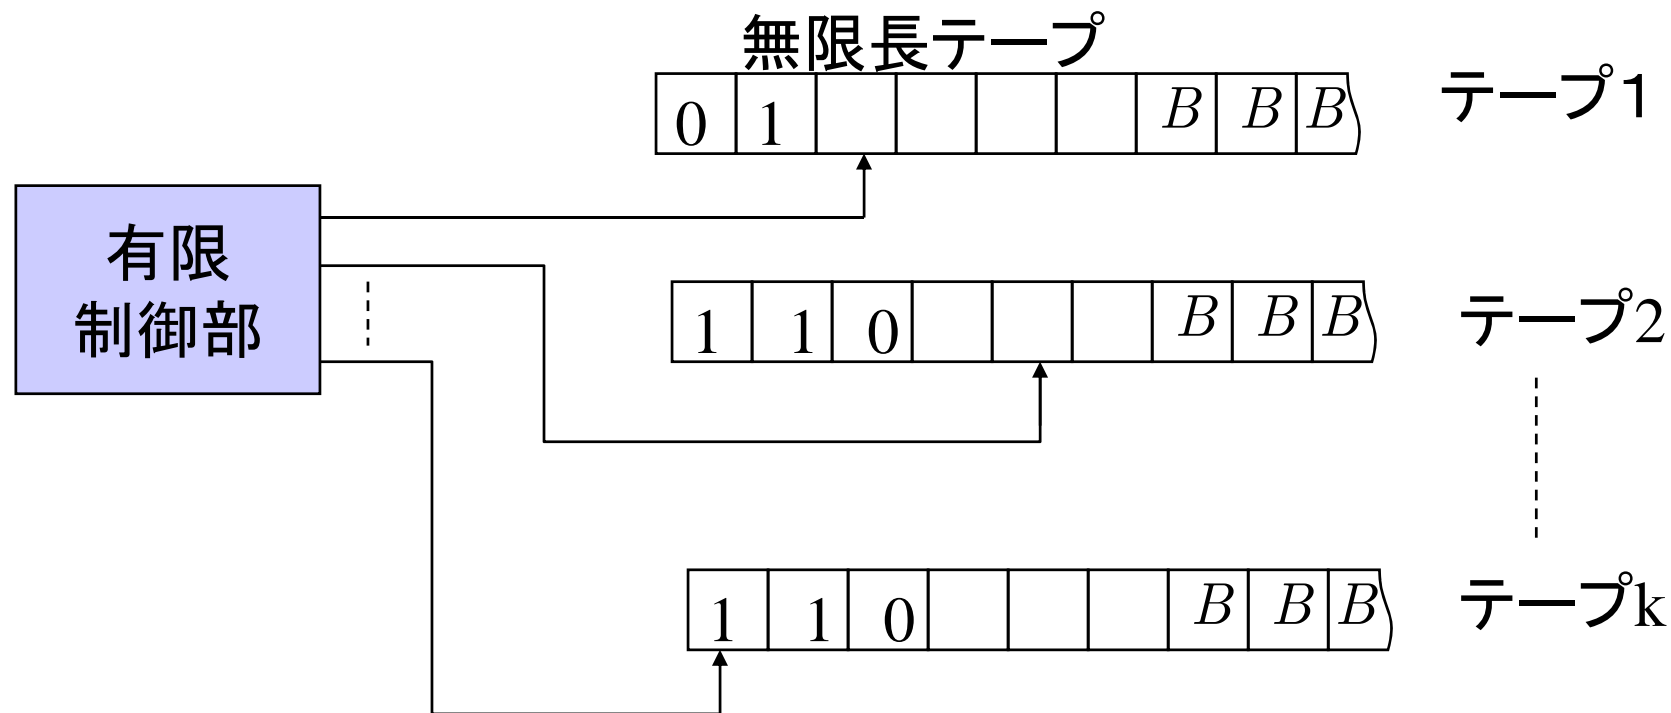 無限長テープ
0 1 B B B テープ1
有限
制御部
1 1 0 B B B テープ2
1 1 0 B B B テープk